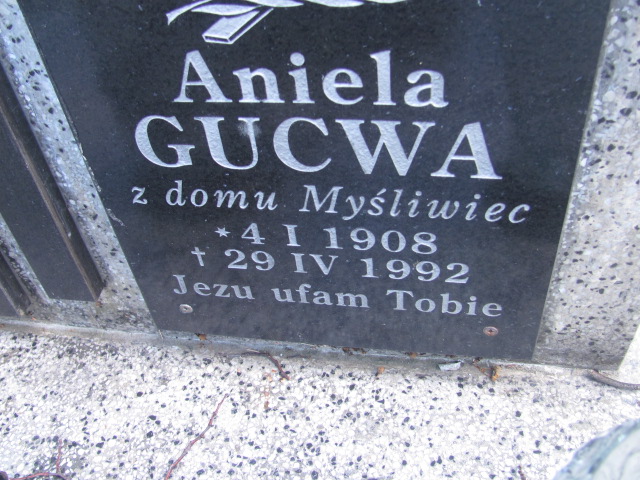 Aniela
GUCWA
z domu Myśliwiec
* 4 I 1908
† 29 IV 1992
Jezu ufam Tobie